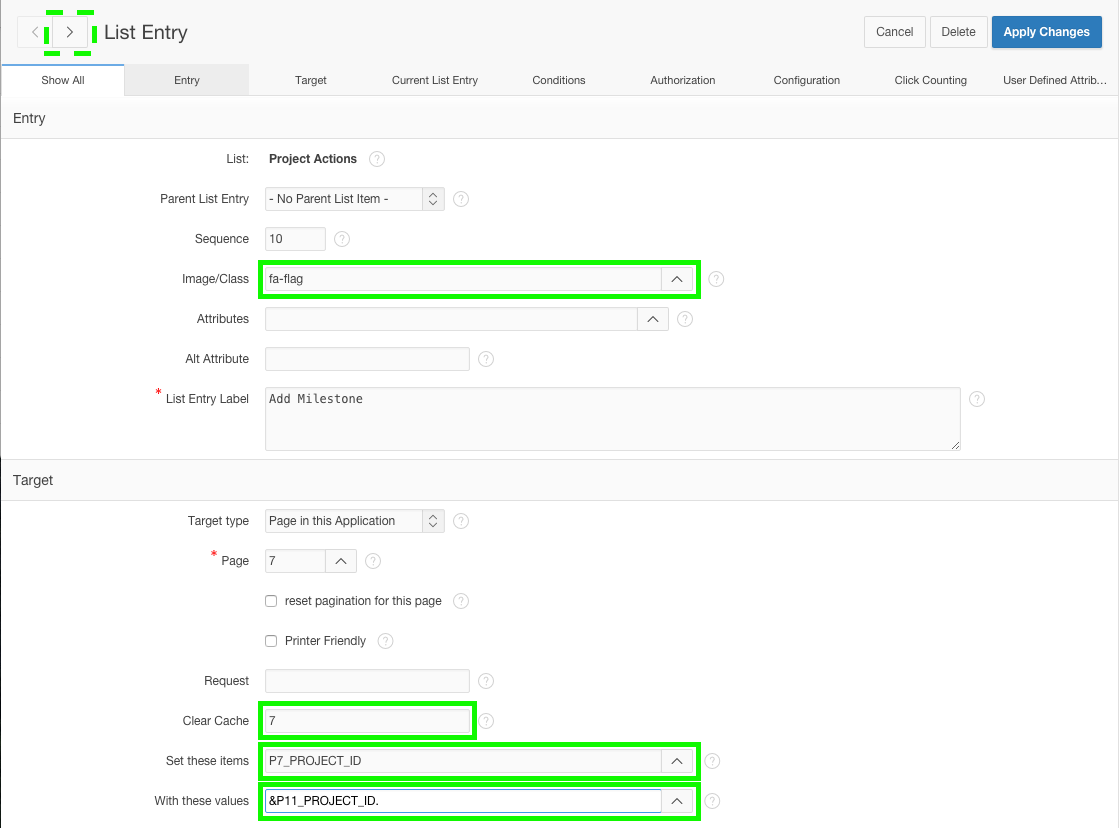 List Entry
Cancel Delete Apply Changes
Show All Entry Target Current List Entry Conditions Authorization Configuration Click Counting User Defined Attrib...
Entry
List: Project Actions ?
Parent List Entry - No Parent List Item - ?
Sequence 10 ?
Image/Class fa-flag ?
Attributes ?
Alt Attribute ?
* List Entry Label Add Milestone ?
Target
Target type Page in this Application ?
* Page 7 ?
reset pagination for this page ?
Printer Friendly ?
Request ?
Clear Cache 7 ?
Set these items P7_PROJECT_ID ?
With these values &P11_PROJECT_ID. ?